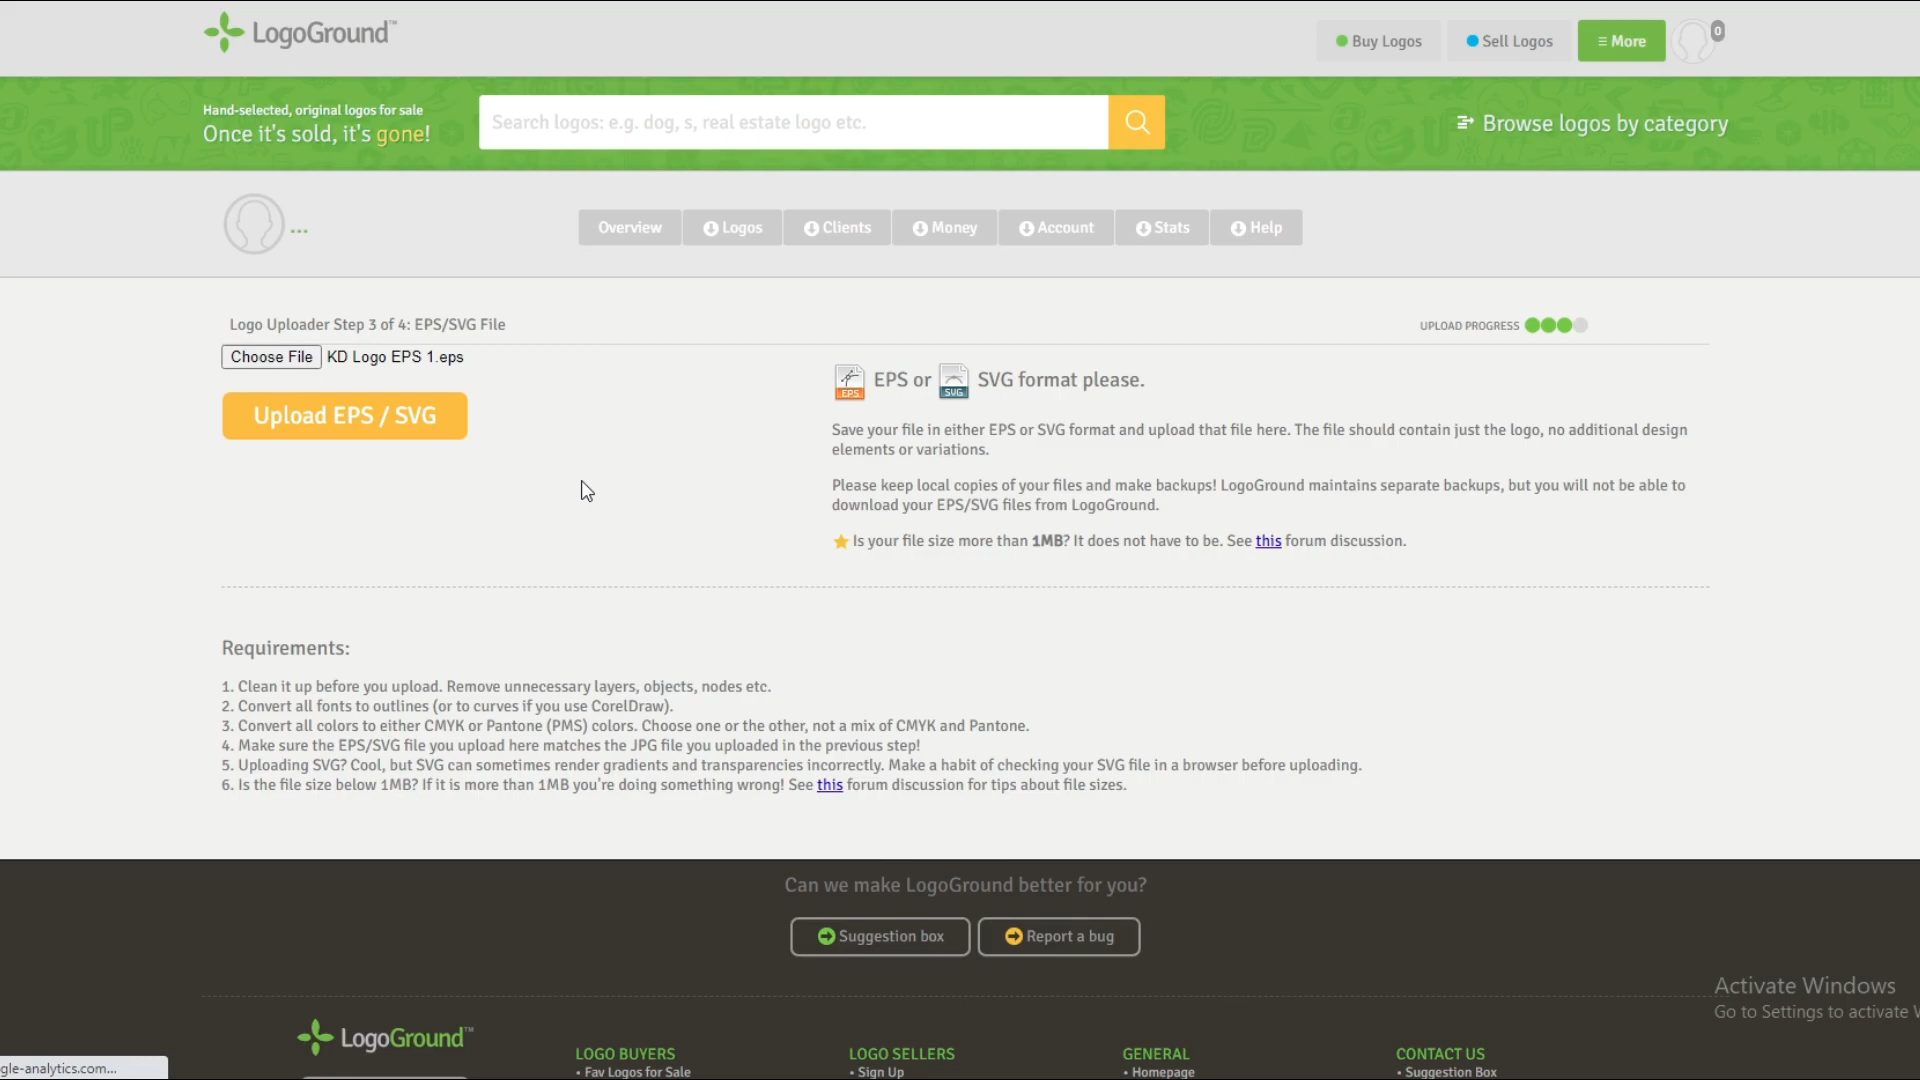 LogoGround™
Buy Logos
Sell Logos
≡ More
0
Hand-selected, original logos for sale
Once it's sold, it's gone!
Search logos: e.g. dog, s, real estate logo etc.
Browse logos by category
...
Overview
Logos
Clients
Money
Account
Stats
Help
Logo Uploader Step 3 of 4: EPS/SVG File
UPLOAD PROGRESS
Choose File KD Logo EPS 1.eps
Upload EPS / SVG
EPS EPS or SVG SVG format please.
Save your file in either EPS or SVG format and upload that file here. The file should contain just the logo, no additional design
elements or variations.
Please keep local copies of your files and make backups! LogoGround maintains separate backups, but you will not be able to
download your EPS/SVG files from LogoGround.
Is your file size more than 1MB? It does not have to be. See this forum discussion.
Requirements:
1. Clean it up before you upload. Remove unnecessary layers, objects, nodes etc.
2. Convert all fonts to outlines (or to curves if you use CorelDraw).
3. Convert all colors to either CMYK or Pantone (PMS) colors. Choose one or the other, not a mix of CMYK and Pantone.
4. Make sure the EPS/SVG file you upload here matches the JPG file you uploaded in the previous step!
5. Uploading SVG? Cool, but SVG can sometimes render gradients and transparencies incorrectly. Make a habit of checking your SVG file in a browser before uploading.
6. Is the file size below 1MB? If it is more than 1MB you're doing something wrong! See this forum discussion for tips about file sizes.
Can we make LogoGround better for you?
Suggestion box
Report a bug
Activate Windows
Go to Settings to activate W
LogoGround™
LOGO BUYERS
• Fav Logos for Sale
LOGO SELLERS
• Sign Up
GENERAL
• Homepage
CONTACT US
• Suggestion Box
gle-analytics.com...